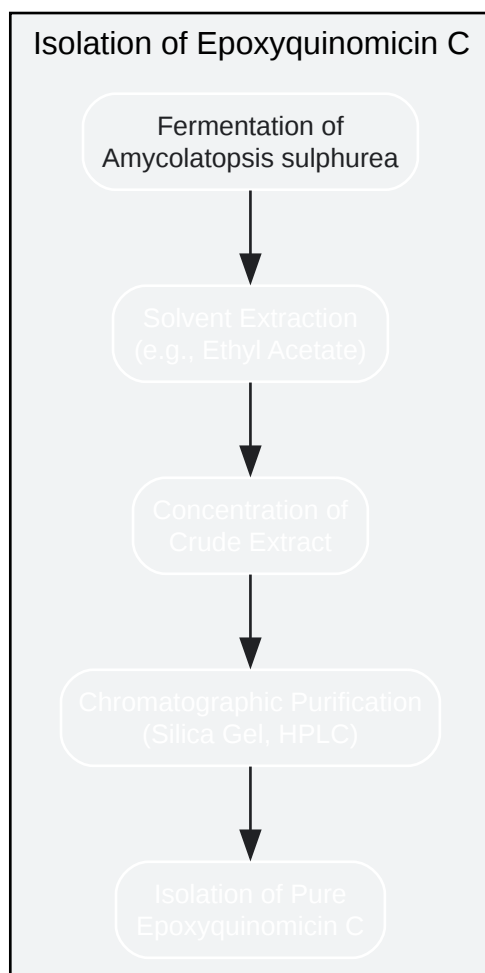 Isolation of Epoxyquinomicin C
Fermentation of
Amycolatopsis sulphurea
Solvent Extraction
(e.g., Ethyl Acetate)
Concentration of
Crude Extract
Chromatographic Purification
(Silica Gel, HPLC)
Isolation of Pure
Epoxyquinomicin C